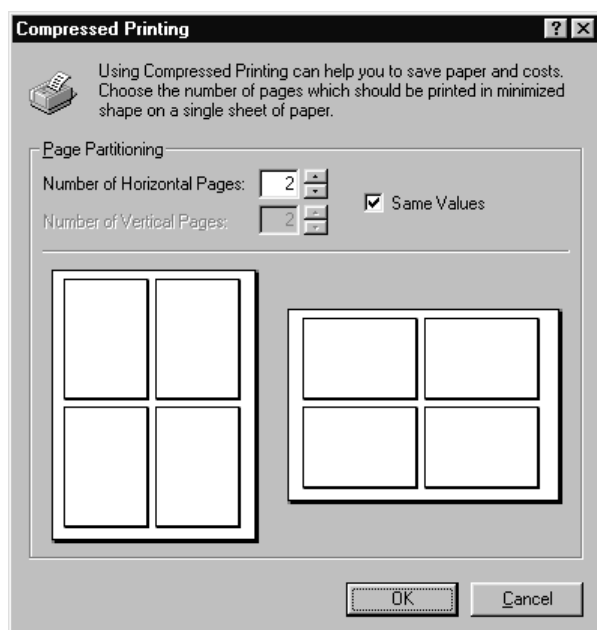 Compressed Printing
Using Compressed Printing can help you to save paper and costs.
Choose the number of pages which should be printed in minimized
shape on a single sheet of paper.
Page Partitioning
Number of Horizontal Pages: 2
Same Values
Number of Vertical Pages: 2
OK Cancel